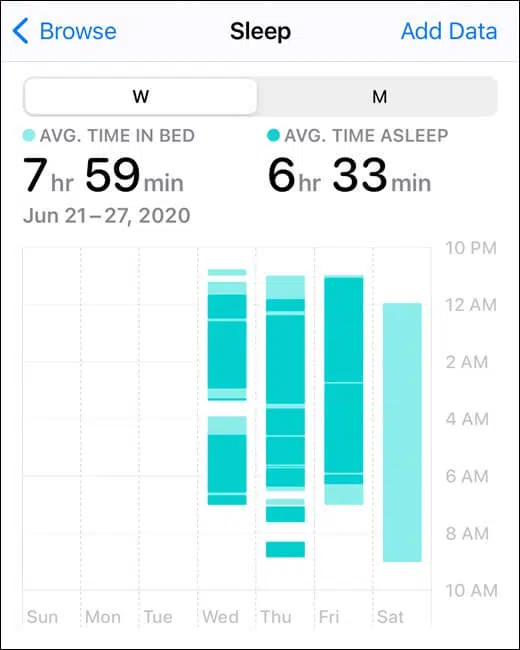 Browse Sleep Add Data
W M
AVG. TIME IN BED AVG. TIME ASLEEP
7 hr 59 min 6 hr 33 min
Jun 21–27, 2020
10 PM
12 AM
2 AM
4 AM
6 AM
8 AM
10 AM
Sun Mon Tue Wed Thu Fri Sat